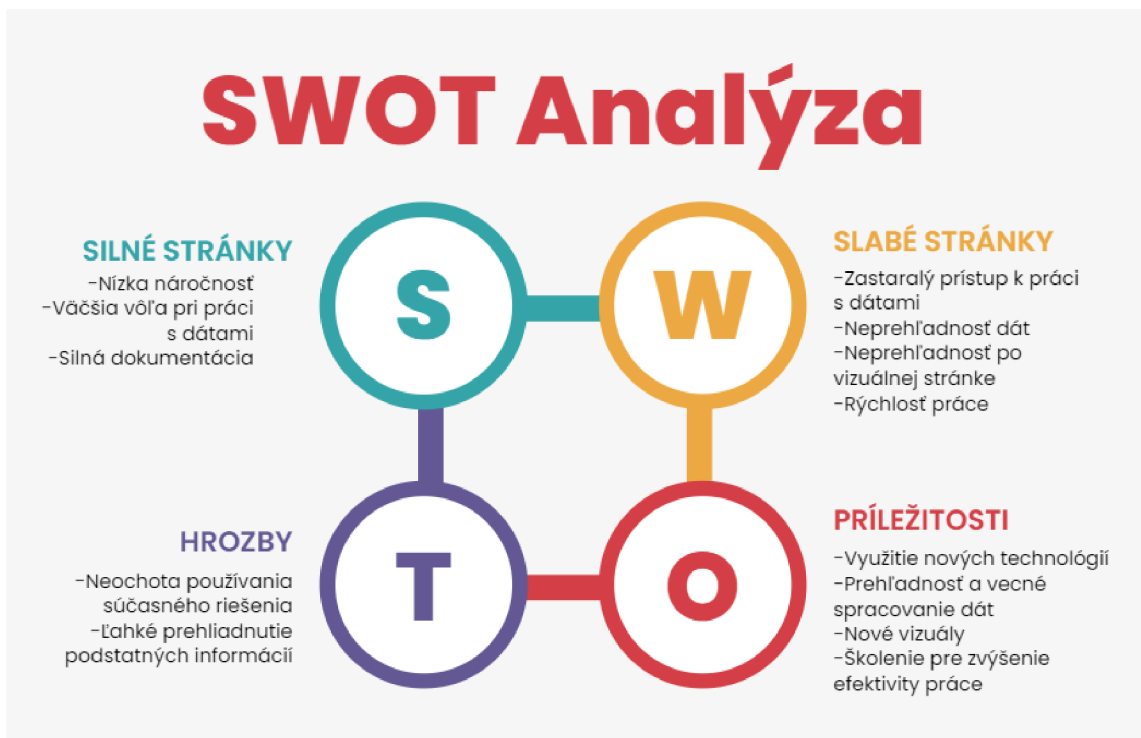 SWOT Analýza
SILNÉ STRÁNKY
-Nízka náročnosť
-Väčšia vôľa pri práci
s dátami
-Silná dokumentácia
S
W
SLABÉ STRÁNKY
-Zastaralý prístup k práci
s dátami
-Neprehľadnosť dát
-Neprehľadnosť po
vizuálnej stránke
-Rýchlosť práce
HROZBY
-Neochota používania
súčasného riešenia
-Ľahké prehliadnutie
podstatných informácií
T
O
PRÍLEŽITOSTI
-Využitie nových technológií
-Prehľadnosť a vecné
spracovanie dát
-Nové vizuály
-Školenie pre zvýšenie
efektivity práce